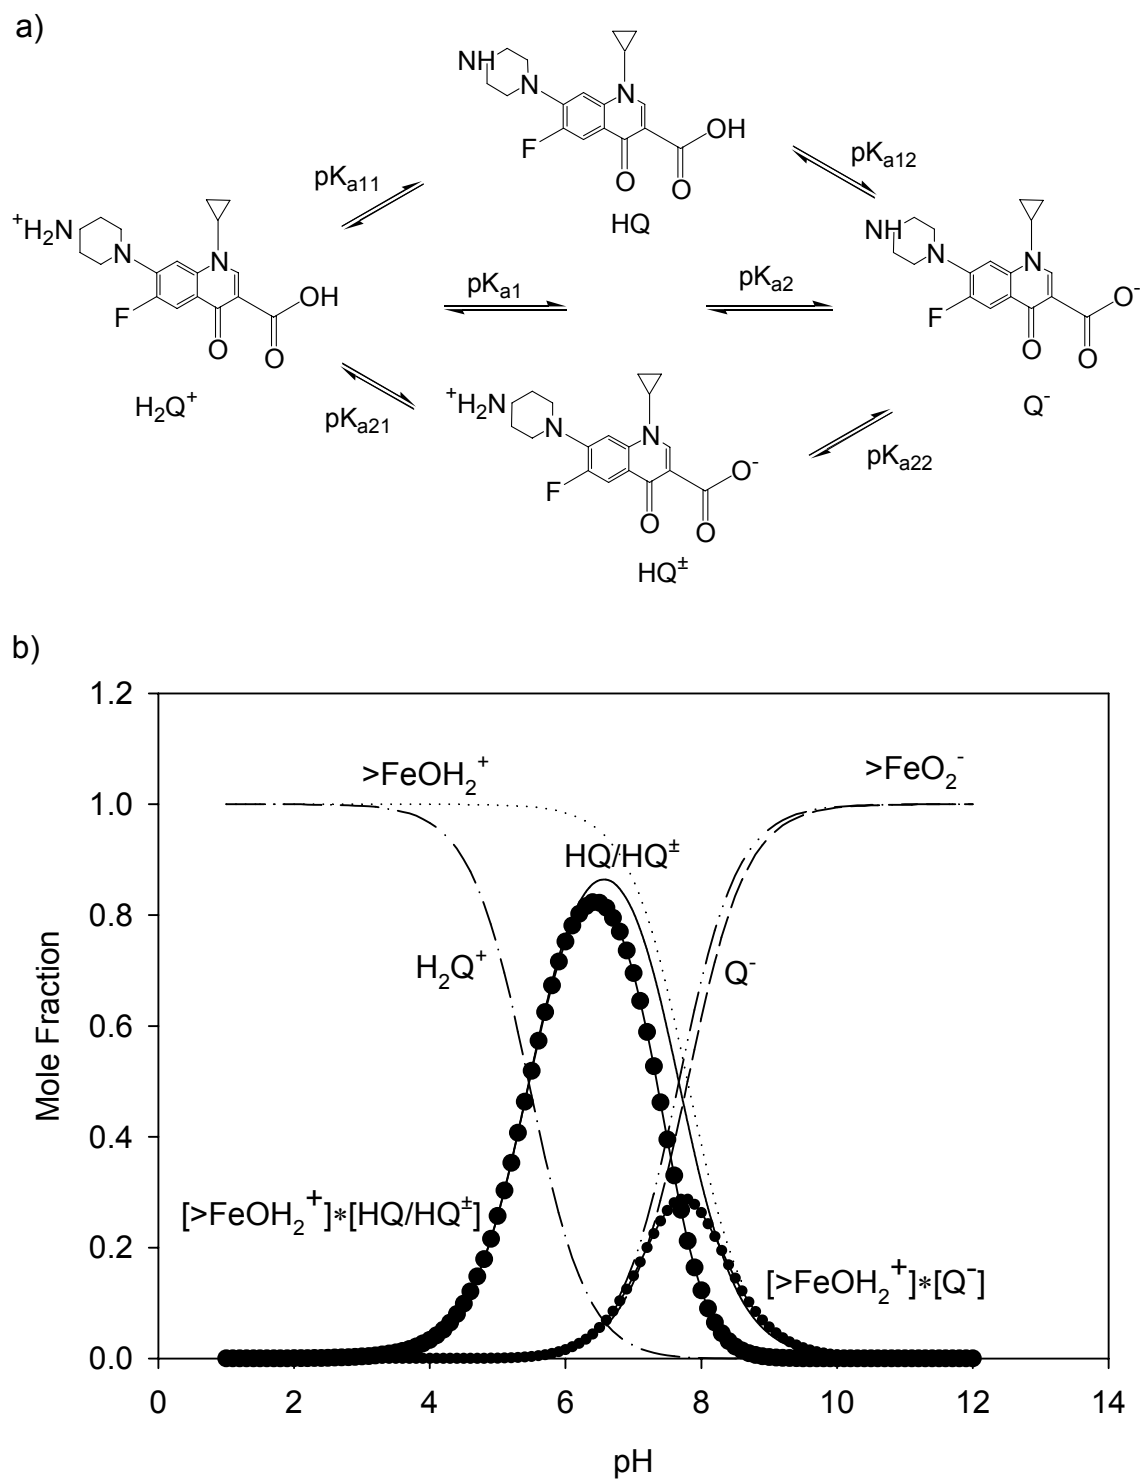 a)
NH
N
N
F
O
O
OH
HQ
pKa11
pKa12
+H2N
N
N
F
O
O
OH
H2Q+
pKa1
pKa2
NH
N
N
F
O
O
O-
Q-
pKa21
pKa22
+H2N
N
N
F
O
O
O-
HQ±
b)
Mole Fraction
1.2
1.0
0.8
0.6
0.4
0.2
0.0
>FeOH2+
>FeO2-
HQ/HQ±
H2Q+
Q-
[>FeOH2+]*[HQ/HQ±]
[>FeOH2+]*[Q-]
0 2 4 6 8 10 12 14
pH